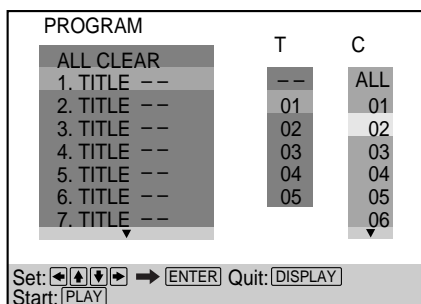 PROGRAM
T C
ALL CLEAR
1. TITLE – –
2. TITLE – –
3. TITLE – –
4. TITLE – –
5. TITLE – –
6. TITLE – –
7. TITLE – –
– –
01
02
03
04
05
ALL
01
02
03
04
05
06
Set: ENTER Quit: DISPLAY
Start: PLAY